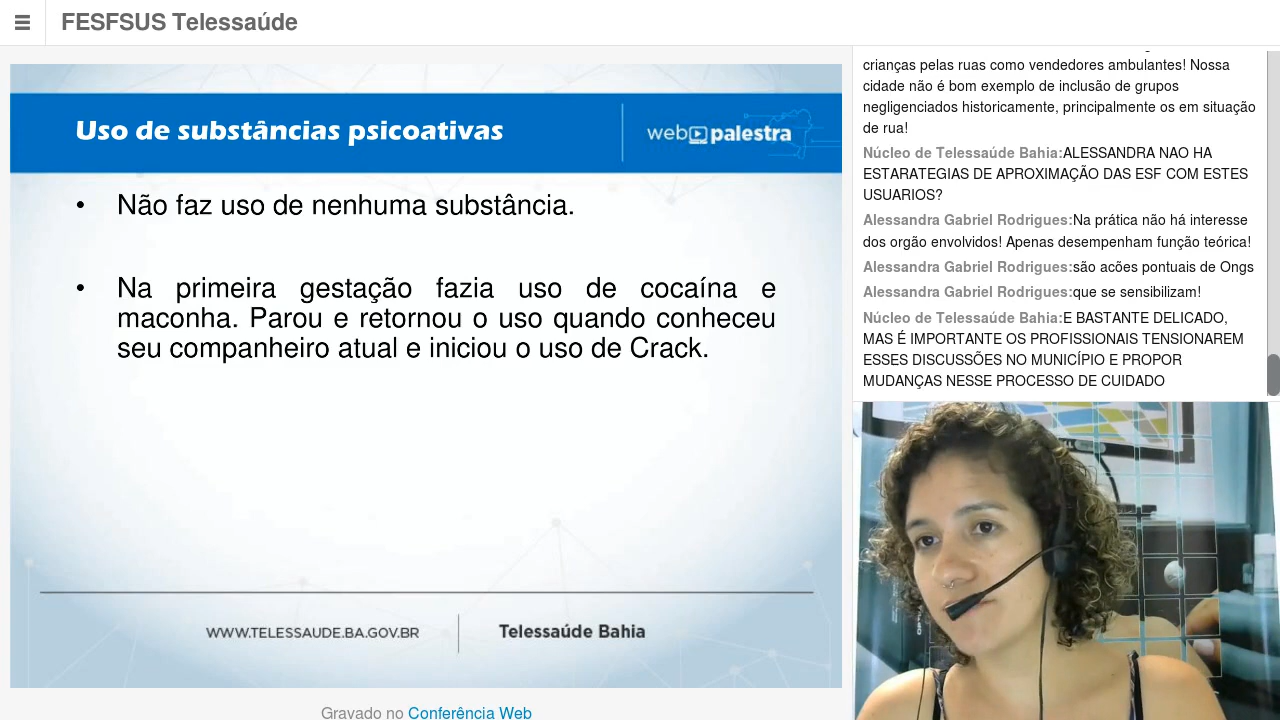 FESFSUS Telessaúde
Uso de substâncias psicoativas
web palestra
• Não faz uso de nenhuma substância.
• Na primeira gestação fazia uso de cocaína e
maconha. Parou e retornou o uso quando conheceu
seu companheiro atual e iniciou o uso de Crack.
WWW.TELESSAUDE.BA.GOV.BR
Telessaúde Bahia
Gravado no Conferência Web
crianças pelas ruas como vendedores ambulantes! Nossa
cidade não é bom exemplo de inclusão de grupos
negligenciados historicamente, principalmente os em situação
de rua!
Núcleo de Telessaúde Bahia:ALESSANDRA NAO HA
ESTARATEGIAS DE APROXIMAÇÃO DAS ESF COM ESTES
USUARIOS?
Alessandra Gabriel Rodrigues:Na prática não há interesse
dos orgão envolvidos! Apenas desempenham função teórica!
Alessandra Gabriel Rodrigues:são acões pontuais de Ongs
Alessandra Gabriel Rodrigues:que se sensibilizam!
Núcleo de Telessaúde Bahia:E BASTANTE DELICADO,
MAS É IMPORTANTE OS PROFISSIONAIS TENSIONAREM
ESSES DISCUSSÕES NO MUNICÍPIO E PROPOR
MUDANÇAS NESSE PROCESSO DE CUIDADO